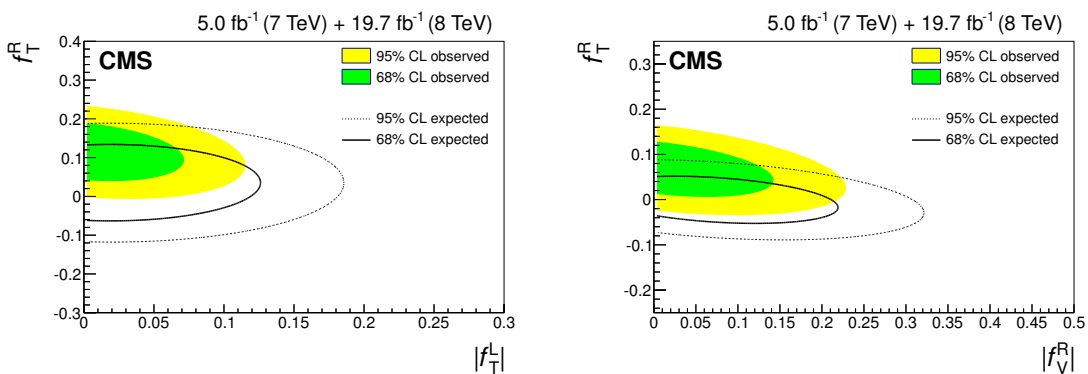 5.0 fb⁻¹ (7 TeV) + 19.7 fb⁻¹ (8 TeV)
f_T^R
CMS
95% CL observed
68% CL observed
95% CL expected
68% CL expected
0.4
0.3
0.2
0.1
0
-0.1
-0.2
-0.3
0 0.05 0.1 0.15 0.2 0.25 0.3
|f_T^L|
5.0 fb⁻¹ (7 TeV) + 19.7 fb⁻¹ (8 TeV)
f_T^R
CMS
95% CL observed
68% CL observed
95% CL expected
68% CL expected
0.3
0.2
0.1
0
-0.1
-0.2
0 0.05 0.1 0.15 0.2 0.25 0.3 0.35 0.4 0.45 0.5
|f_V^R|